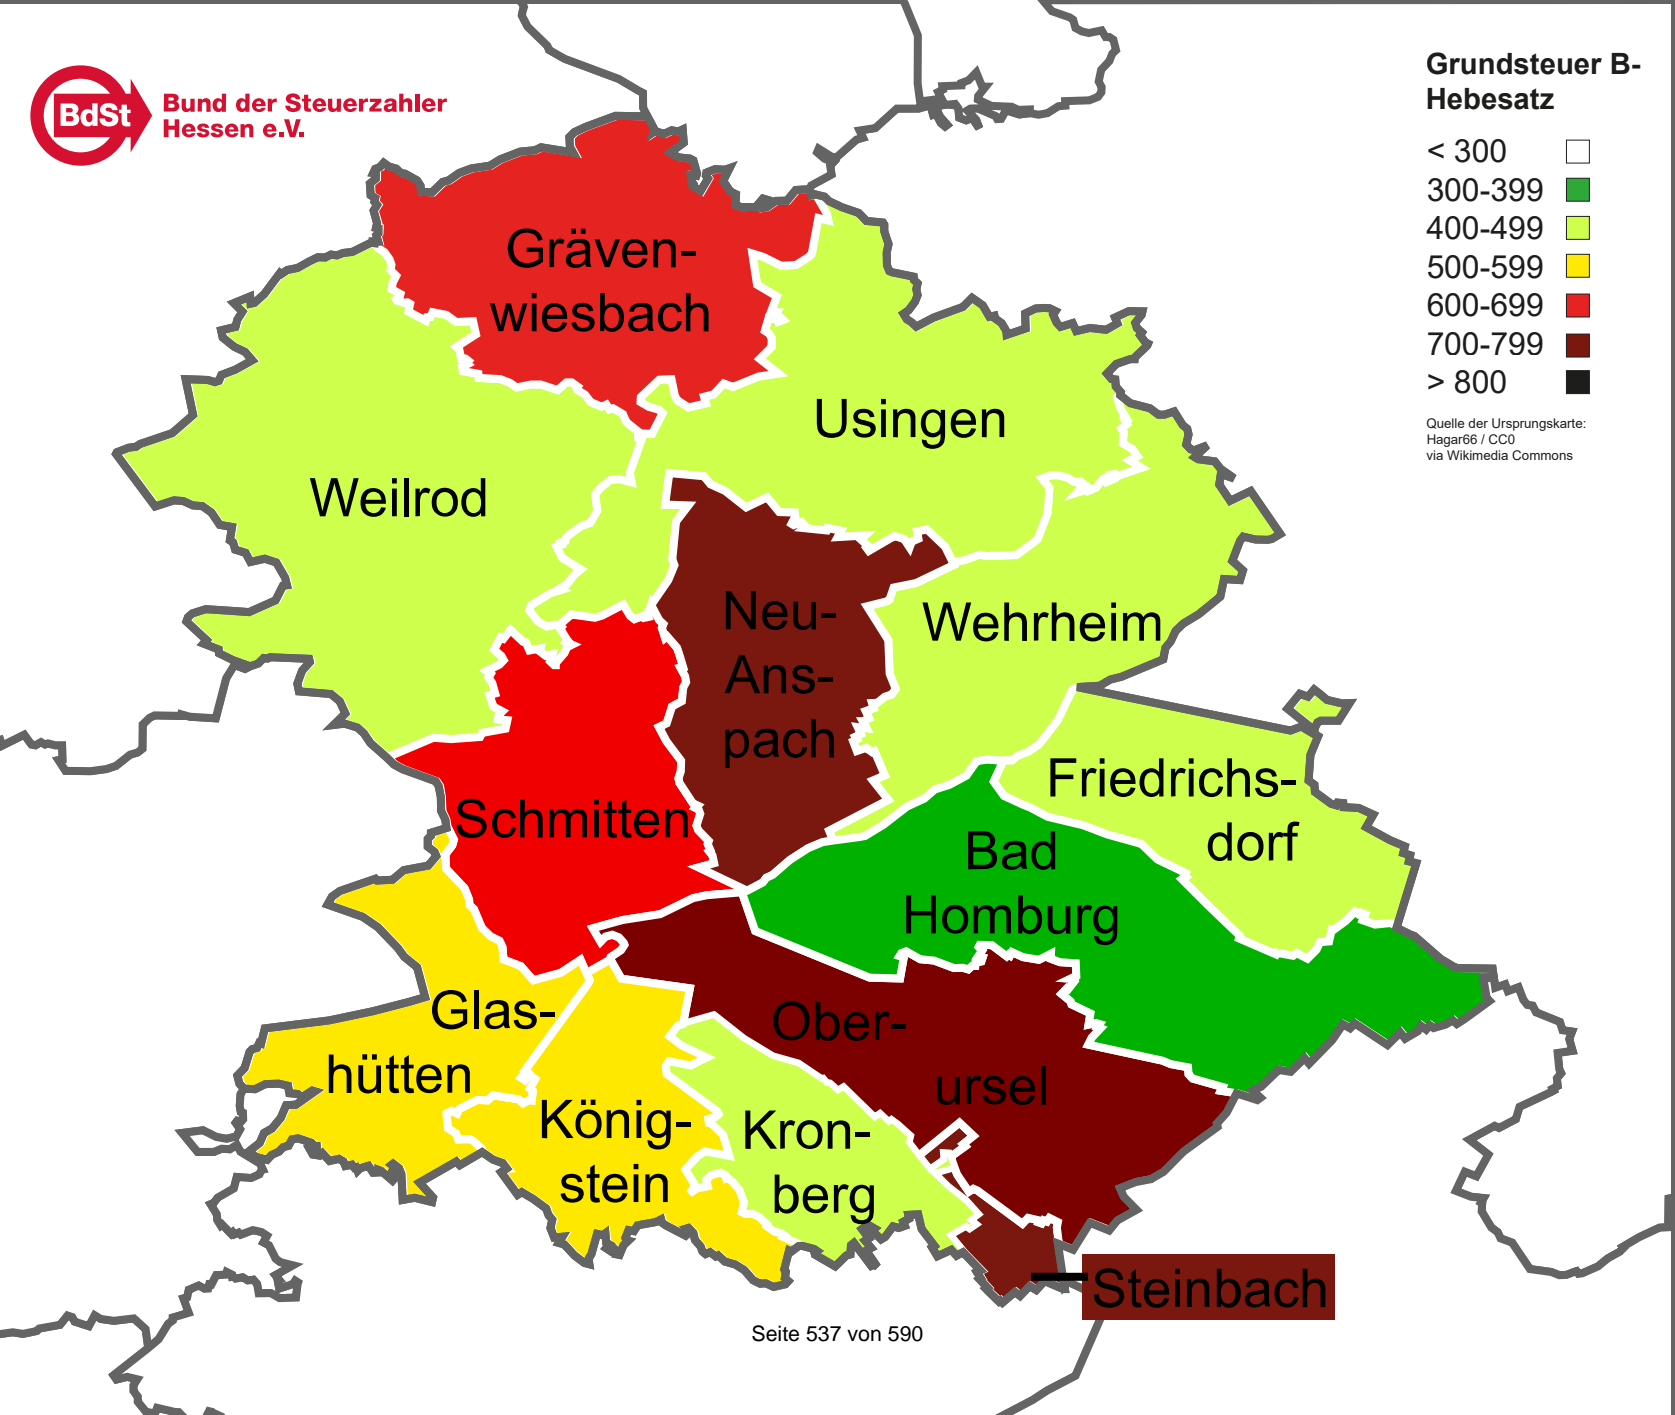 BdSt
Bund der Steuerzahler
Hessen e.V.
Grundsteuer B-
Hebesatz
< 300
300-399
400-499
500-599
600-699
700-799
> 800
Quelle der Ursprungskarte:
Hagar66 / CC0
via Wikimedia Commons
Gräven-
wiesbach
Usingen
Weilrod
Neu-
Ans-
pach
Wehrheim
Schmitten
Friedrichs-
dorf
Bad
Homburg
Glas-
hütten
Ober-
ursel
König-
stein
Kron-
berg
Steinbach
Seite 537 von 590